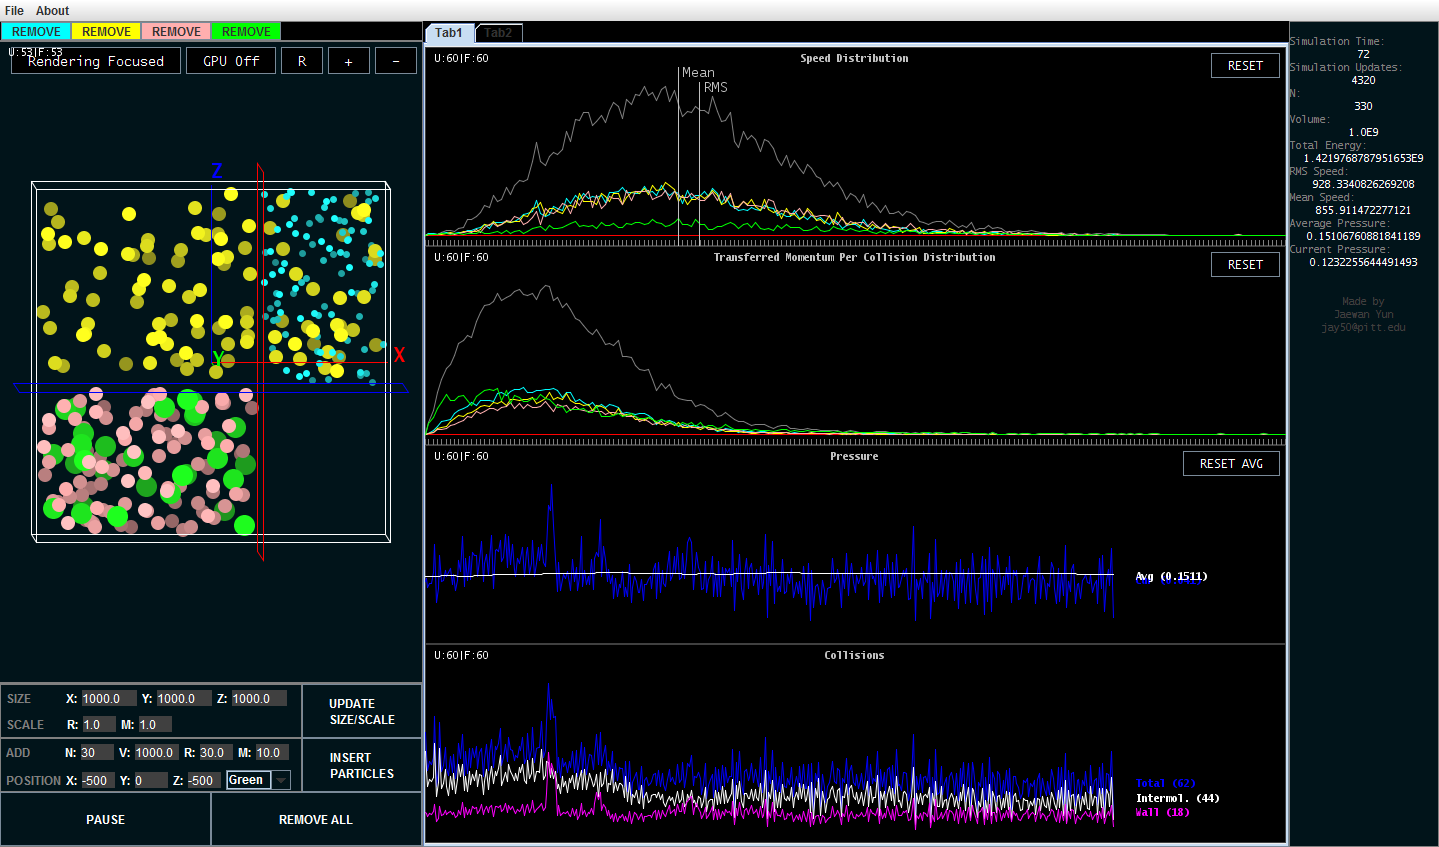 File About
REMOVE REMOVE REMOVE REMOVE
U:53|F:53
Rendering Focused GPU Off R + -
Z
X
Y
SIZE X: 1000.0 Y: 1000.0 Z: 1000.0
SCALE R: 1.0 M: 1.0
UPDATE
SIZE/SCALE
ADD N: 30 V: 1000.0 R: 30.0 M: 10.0
POSITION X: -500 Y: 0 Z: -500 Green
INSERT
PARTICLES
PAUSE REMOVE ALL
Tab1 Tab2
U:60|F:60 Speed Distribution RESET
Mean
RMS
U:60|F:60 Transferred Momentum Per Collision Distribution RESET
U:60|F:60 Pressure RESET AVG
Avg (0.1511)
U:60|F:60 Collisions
Total (62)
Intermol. (44)
Wall (18)
Simulation Time:
72
Simulation Updates:
4320
N:
330
Volume:
1.0E9
Total Energy:
1.4219768787951653E9
RMS Speed:
928.3340826269208
Mean Speed:
855.911472277121
Average Pressure:
0.15106760881841189
Current Pressure:
0.1232255644491493
Made by
Jaewan Yun
jay50@pitt.edu